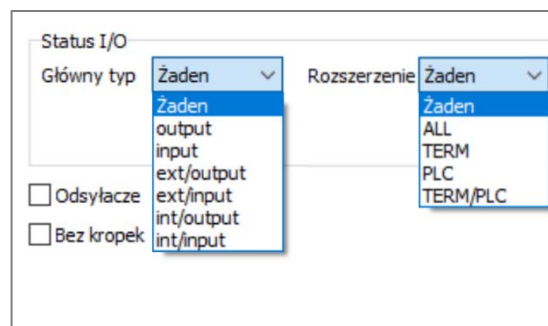 Status I/O
Główny typ Żaden Rozszerzenie Żaden
Żaden Żaden
output ALL
input TERM
ext/output PLC
Odsyłacze ext/input TERM/PLC
int/output
Bez kropek int/input